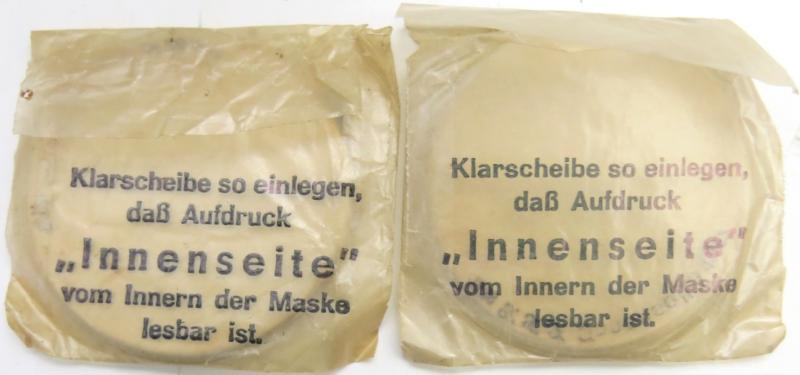 Klarscheibe so einlegen,
daß Aufdruck
„Innenseite"
vom Innern der Maske
lesbar ist.
Klarscheibe so einlegen,
daß Aufdruck
„Innenseite"
vom Innern der Maske
lesbar ist.